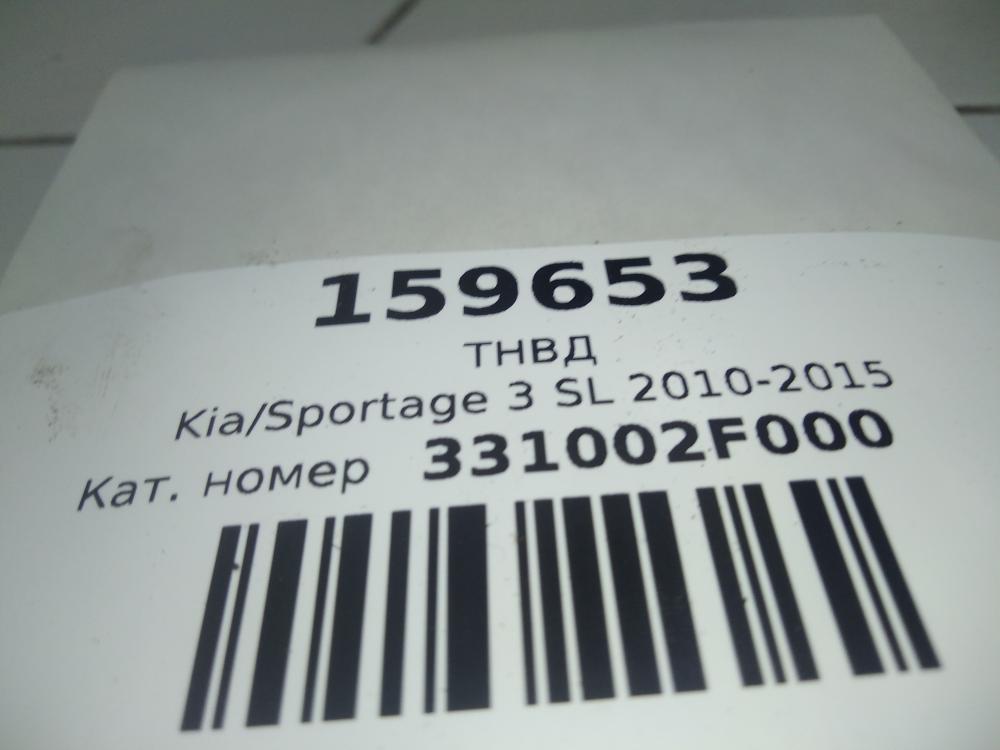 159653
ТНВД
Kia/Sportage 3 SL 2010-2015
Кат. номер 331002F000